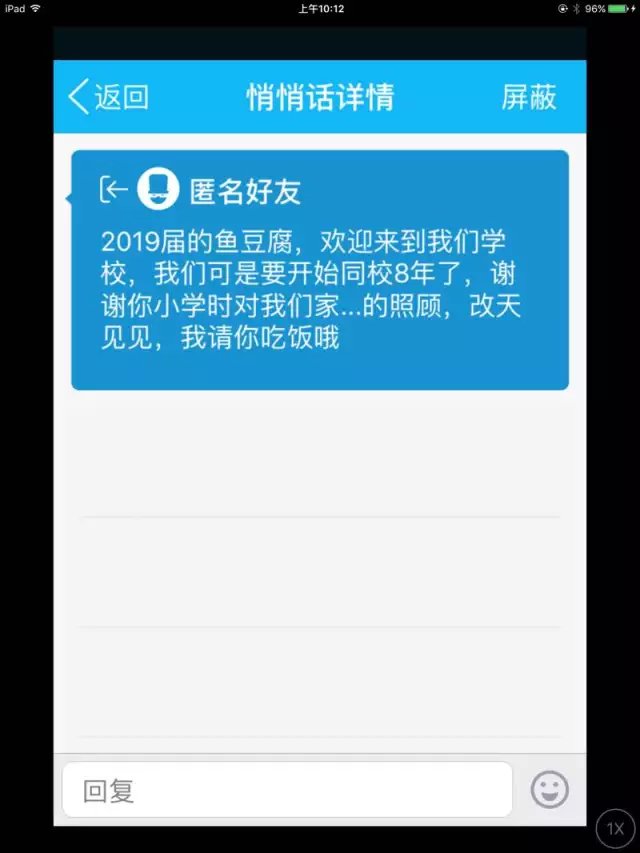 iPad 上午10:12 96%
返回 悄悄话详情 屏蔽
匿名好友
2019届的鱼豆腐，欢迎来到我们学
校，我们可是要开始同校8年了，谢
谢你小学时对我们家...的照顾，改天
见见，我请你吃饭哦
回复
1X